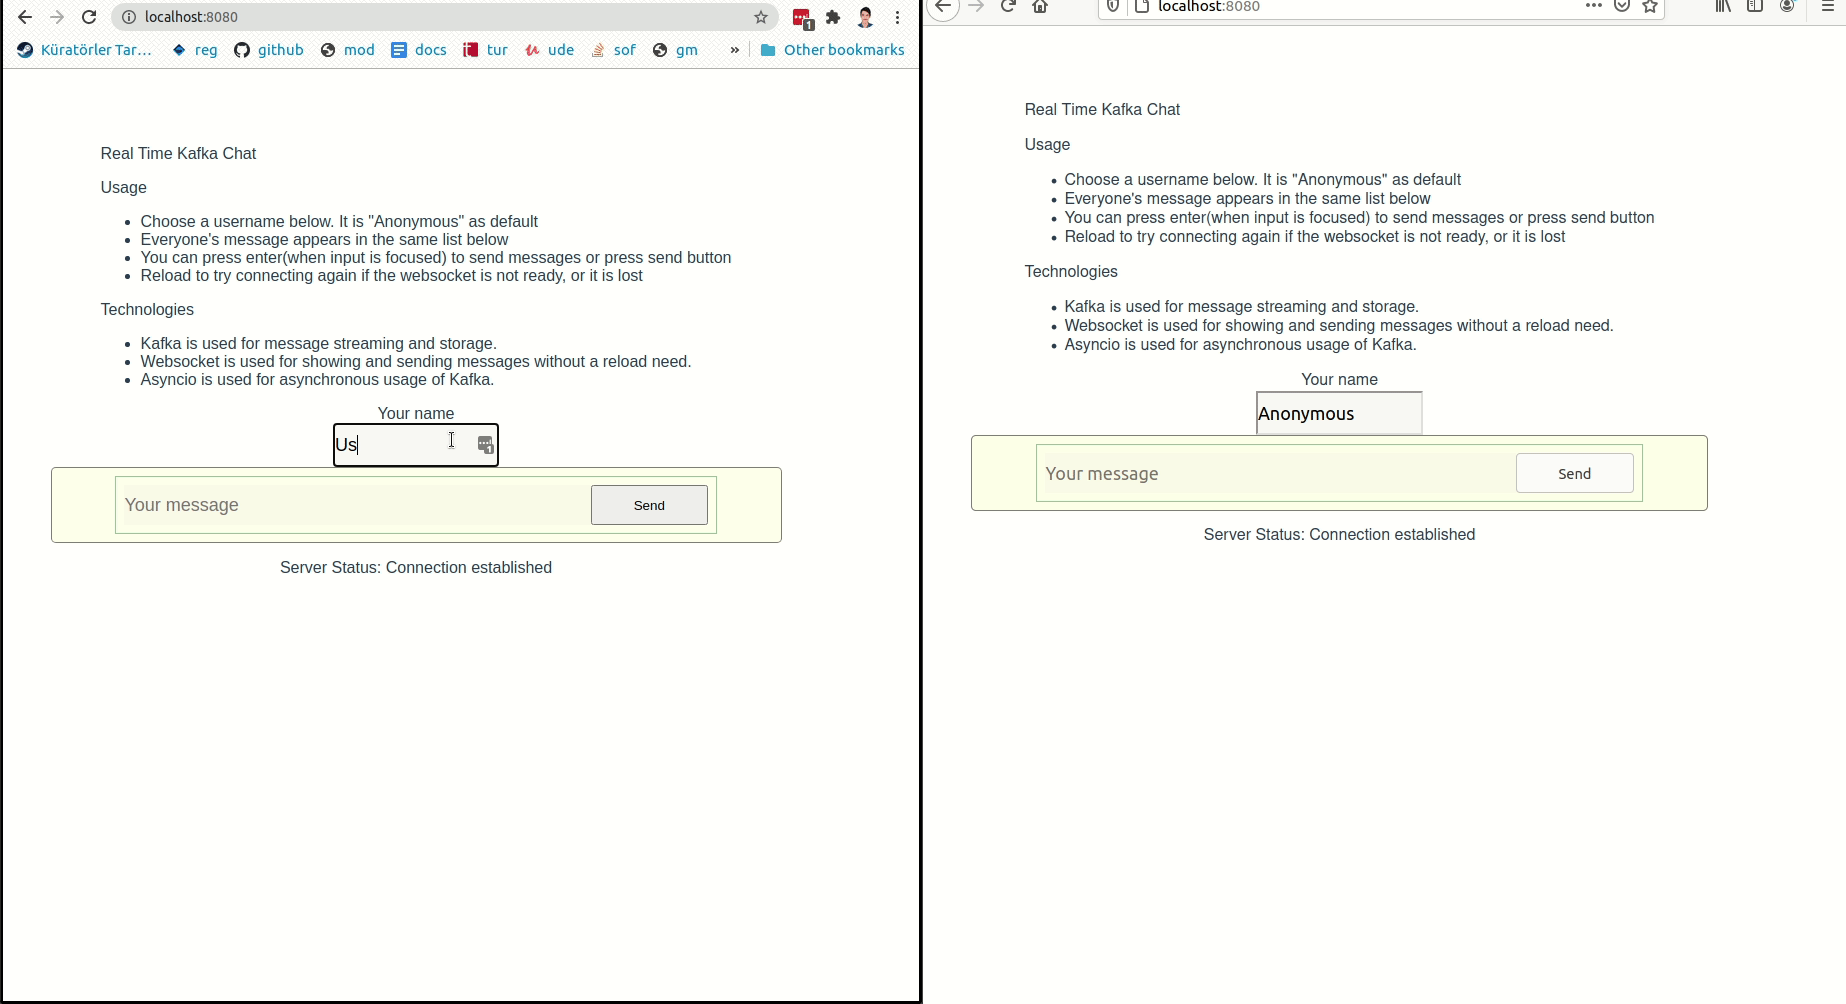 localhost:8080
1
Küratörler Tar...
reg
github
mod
docs
tur
ude
sof
gm
»
Other bookmarks
Real Time Kafka Chat
Usage
• Choose a username below. It is "Anonymous" as default
• Everyone's message appears in the same list below
• You can press enter(when input is focused) to send messages or press send button
• Reload to try connecting again if the websocket is not ready, or it is lost
Technologies
• Kafka is used for message streaming and storage.
• Websocket is used for showing and sending messages without a reload need.
• Asyncio is used for asynchronous usage of Kafka.
Your name
Us
1
Your message
Send
Server Status: Connection established
localhost:8080
Real Time Kafka Chat
Usage
• Choose a username below. It is "Anonymous" as default
• Everyone's message appears in the same list below
• You can press enter(when input is focused) to send messages or press send button
• Reload to try connecting again if the websocket is not ready, or it is lost
Technologies
• Kafka is used for message streaming and storage.
• Websocket is used for showing and sending messages without a reload need.
• Asyncio is used for asynchronous usage of Kafka.
Your name
Anonymous
Your message
Send
Server Status: Connection established